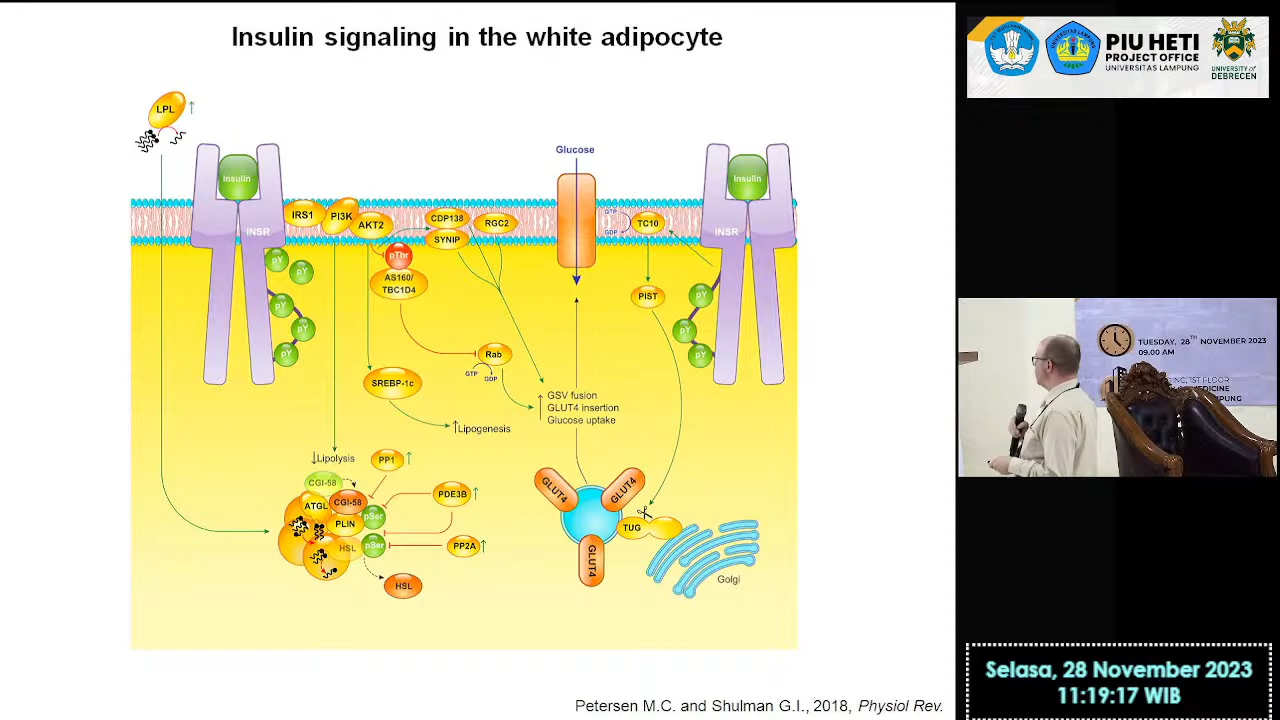 Insulin signaling in the white adipocyte
LPL
Insulin
INSR
IRS1
PI3K
AKT2
pThr
AS160/
TBC1D4
CDP138
SYNIP
RGC2
Glucose
GTP
GDP
TC10
PIST
Insulin
INSR
pY
pY
pY
pY
pY
pY
pY
pY
Rab
GTP
GDP
SREBP-1c
↑Lipogenesis
GSV fusion
GLUT4 insertion
Glucose uptake
↓Lipolysis
PP1
CGI-58
CGI-58
ATGL
PLIN
pSer
PDE3B
HSL
pSer
PP2A
HSL
GLUT4
GLUT4
GLUT4
TUG
Golgi
Petersen M.C. and Shulman G.I., 2018, Physiol Rev.
PIU HETI
PROJECT OFFICE
UNIVERSITAS LAMPUNG
UNIVERSITY of
DEBRECEN
TUESDAY, 28TH NOVEMBER 2023
09.00 AM
1ST FLOOR
Selasa, 28 November 2023
11:19:17 WIB